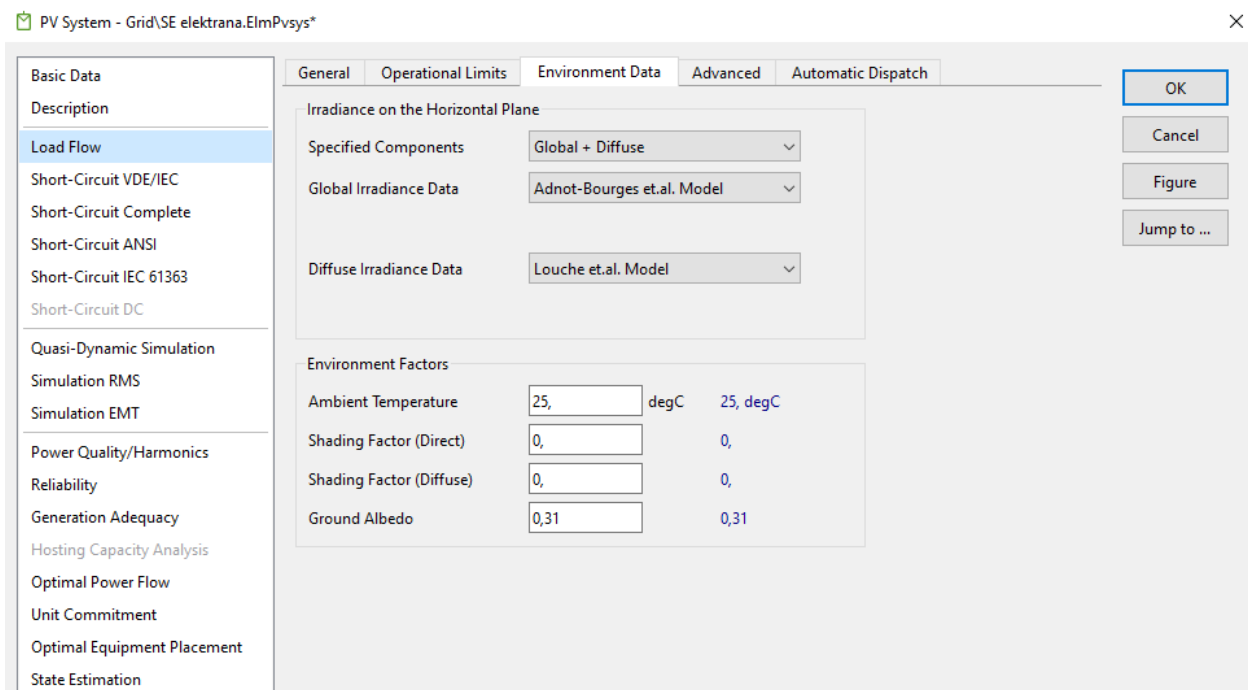 PV System - Grid\SE elektrana.ElmPvsys*
Basic Data
Description
Load Flow
Short-Circuit VDE/IEC
Short-Circuit Complete
Short-Circuit ANSI
Short-Circuit IEC 61363
Short-Circuit DC
Quasi-Dynamic Simulation
Simulation RMS
Simulation EMT
Power Quality/Harmonics
Reliability
Generation Adequacy
Hosting Capacity Analysis
Optimal Power Flow
Unit Commitment
Optimal Equipment Placement
State Estimation
General Operational Limits Environment Data Advanced Automatic Dispatch
Irradiance on the Horizontal Plane
Specified Components Global + Diffuse
Global Irradiance Data Adnot-Bourges et.al. Model
Diffuse Irradiance Data Louche et.al. Model
Environment Factors
Ambient Temperature 25, degC 25, degC
Shading Factor (Direct) 0, 0,
Shading Factor (Diffuse) 0, 0,
Ground Albedo 0,31 0,31
OK
Cancel
Figure
Jump to ...